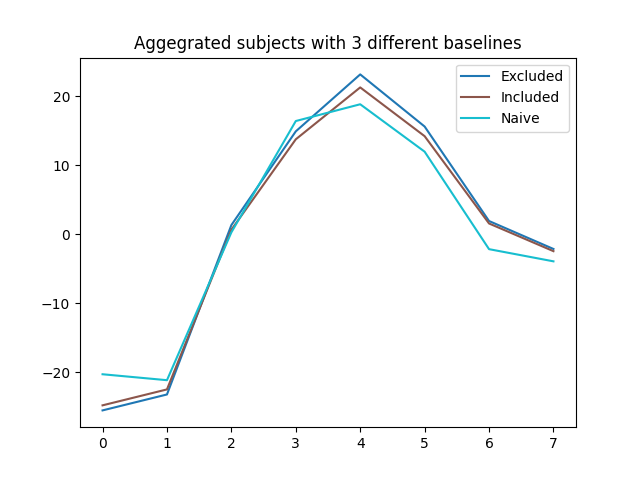 Aggegrated subjects with 3 different baselines
Excluded
Included
Naive
20
10
0
−10
−20
0 1 2 3 4 5 6 7